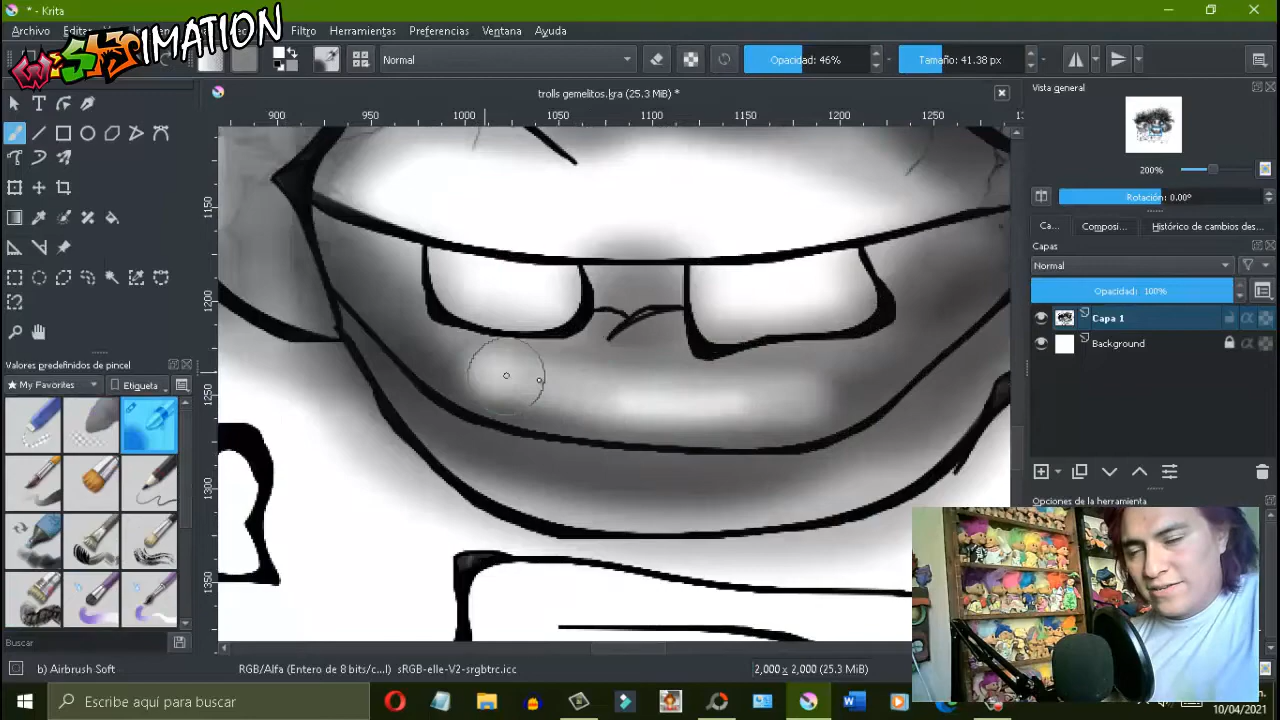 * - Krita
WSHIMATION
Archivo
Filtro Herramientas Preferencias Ventana Ayuda
Normal
Opacidad: 46%
Tamaño: 41.38 px
trolls gemelitos.kra (25.3 MiB) *
900 950 1000 1050 1100 1150 1200 1250
1150
1200
1250
1300
1350
Vista general
200%
Rotación: 0.00°
Ca... Composi... Histórico de cambios des...
Capas
Normal
Opacidad: 100%
Capa 1
Background
Opciones de la herramienta
Valores predefinidos de pincel
My Favorites
Etiqueta
Buscar
b) Airbrush Soft
RGB/Alfa (Entero de 8 bits/c...l) sRGB-elle-V2-srgbtrc.icc
2,000 x 2,000 (25.3 MiB)
Escribe aquí para buscar
10/04/2021